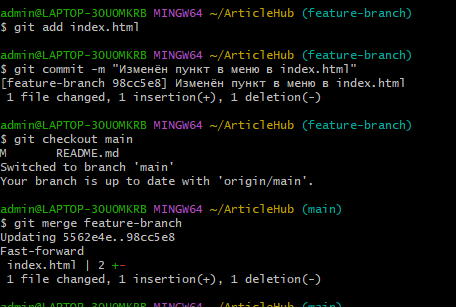 admin@LAPTOP-3OUOMKRB MINGW64 ~/ArticleHub (feature-branch)
$ git add index.html
admin@LAPTOP-3OUOMKRB MINGW64 ~/ArticleHub (feature-branch)
$ git commit -m "Изменён пункт в меню в index.html"
[feature-branch 98cc5e8] Изменён пункт в меню в index.html
1 file changed, 1 insertion(+), 1 deletion(-)
admin@LAPTOP-3OUOMKRB MINGW64 ~/ArticleHub (feature-branch)
$ git checkout main
M README.md
Switched to branch 'main'
Your branch is up to date with 'origin/main'.
admin@LAPTOP-3OUOMKRB MINGW64 ~/ArticleHub (main)
$ git merge feature-branch
Updating 5562e4e..98cc5e8
Fast-forward
index.html | 2 +-
1 file changed, 1 insertion(+), 1 deletion(-)
admin@LAPTOP-3OUOMKRB MINGW64 ~/ArticleHub (main)